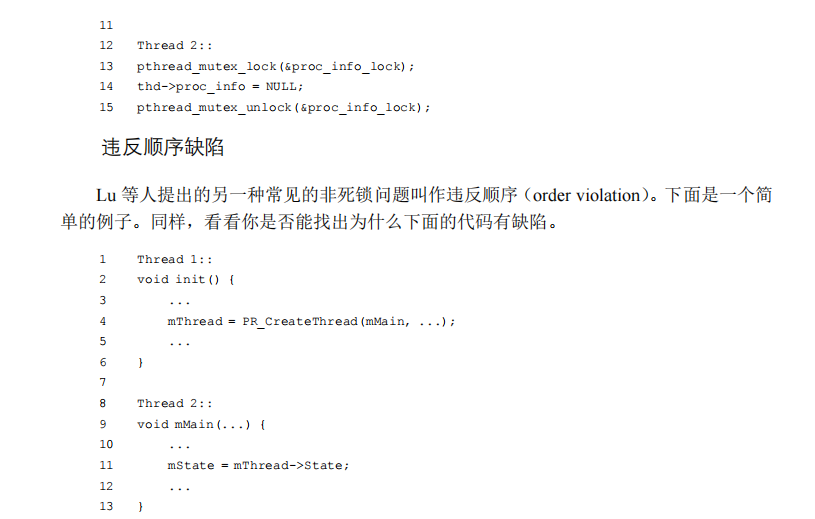 11
12 Thread 2::
13 pthread_mutex_lock(&proc_info_lock);
14 thd->proc_info = NULL;
15 pthread_mutex_unlock(&proc_info_lock);
违反顺序缺陷
Lu 等人提出的另一种常见的非死锁问题叫作违反顺序（order violation）。下面是一个简
单的例子。同样，看看你是否能找出为什么下面的代码有缺陷。
1 Thread 1::
2 void init() {
3 ...
4 mThread = PR_CreateThread(mMain, ...);
5 ...
6 }
7
8 Thread 2::
9 void mMain(...) {
10 ...
11 mState = mThread->State;
12 ...
13 }